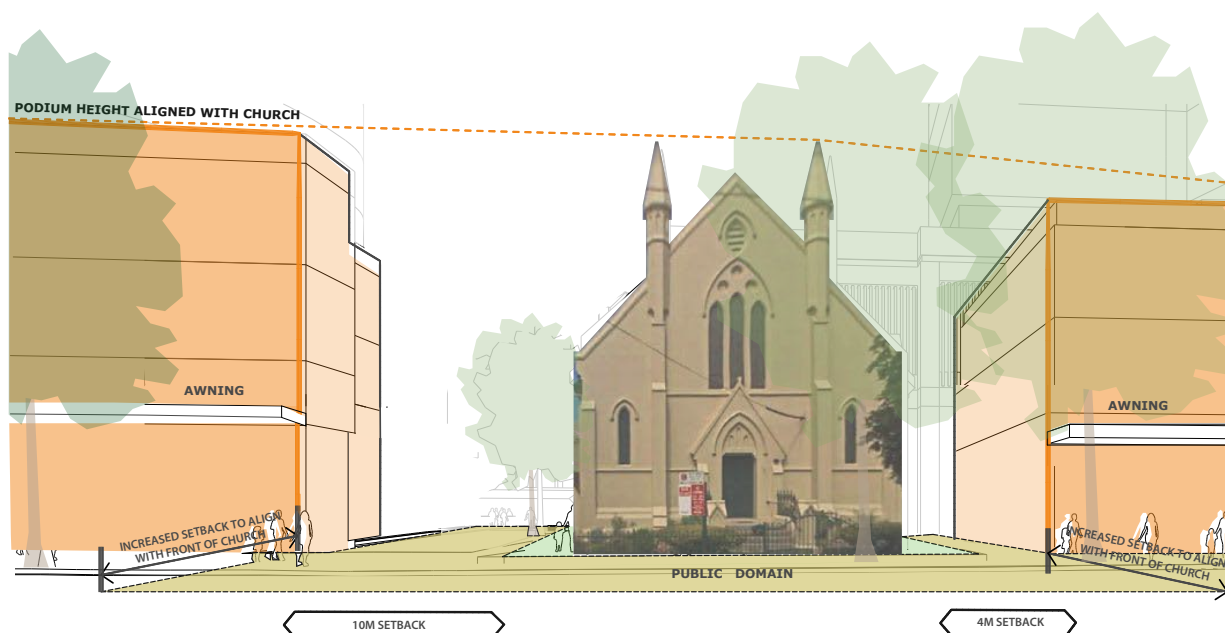 PODIUM HEIGHT ALIGNED WITH CHURCH
AWNING
AWNING
INCREASED SETBACK TO ALIGN
WITH FRONT OF CHURCH
INCREASED SETBACK TO ALIGN
WITH FRONT OF CHURCH
PUBLIC DOMAIN
10M SETBACK
4M SETBACK